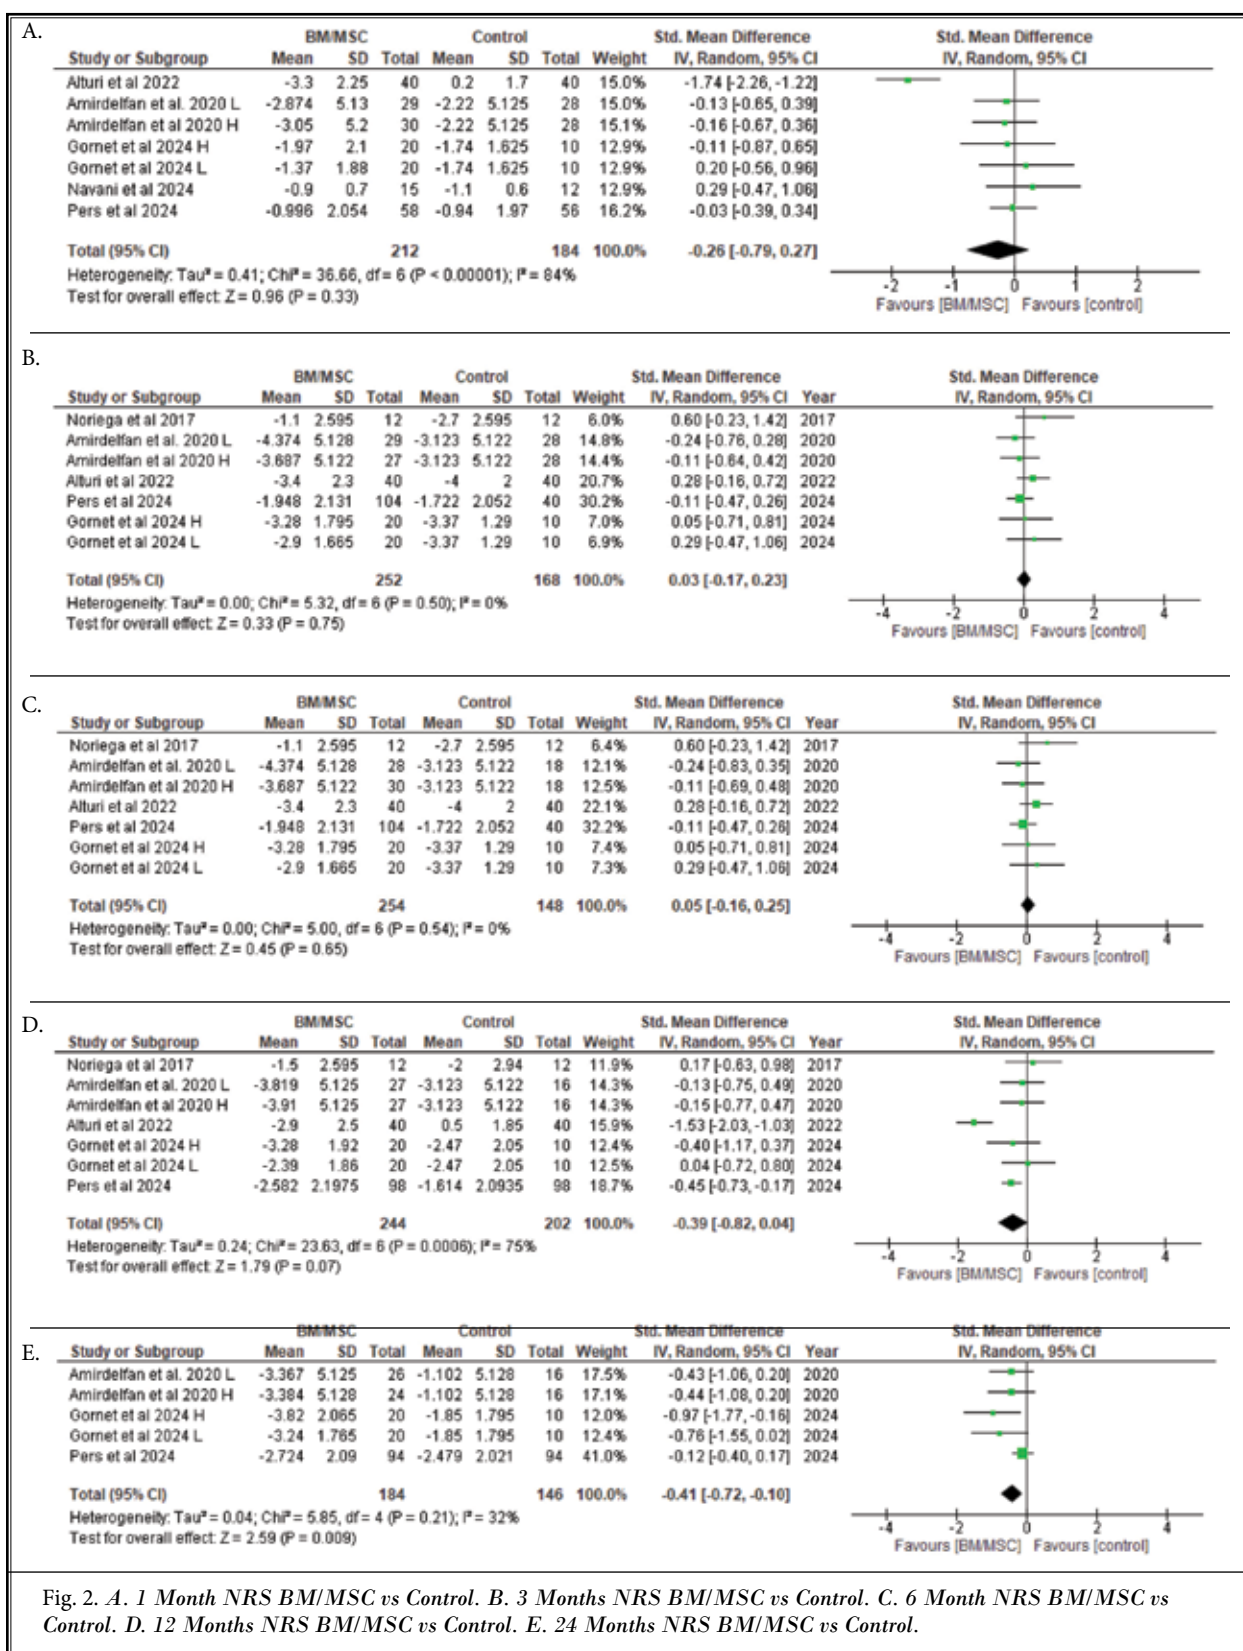 A.
BM/MSC Control Std. Mean Difference Std. Mean Difference
Study or Subgroup Mean SD Total Mean SD Total Weight IV, Random, 95% CI IV, Random, 95% CI
Alturi et al 2022 -3.3 2.25 40 0.2 1.7 40 15.0% -1.74 [-2.26, -1.22]
Amirdelfan et al. 2020 L -2.874 5.13 29 -2.22 5.125 28 15.0% -0.13 [-0.65, 0.39]
Amirdelfan et al 2020 H -3.05 5.2 30 -2.22 5.125 28 15.1% -0.16 [-0.67, 0.36]
Gornet et al 2024 H -1.97 2.1 20 -1.74 1.625 10 12.9% -0.11 [-0.87, 0.65]
Gornet et al 2024 L -1.37 1.88 20 -1.74 1.625 10 12.9% 0.20 [-0.56, 0.96]
Navani et al 2024 -0.9 0.7 15 -1.1 0.6 12 12.9% 0.29 [-0.47, 1.06]
Pers et al 2024 -0.996 2.054 58 -0.94 1.97 56 16.2% -0.03 [-0.39, 0.34]
Total (95% CI) 212 184 100.0% -0.26 [-0.79, 0.27]
Heterogeneity: Tau² = 0.41; Chi² = 36.66, df = 6 (P < 0.00001); I² = 84%
Test for overall effect: Z = 0.96 (P = 0.33)
-2 -1 0 1 2
Favours [BM/MSC] Favours [control]
B.
BM/MSC Control Std. Mean Difference Std. Mean Difference
Study or Subgroup Mean SD Total Mean SD Total Weight IV, Random, 95% CI Year IV, Random, 95% CI
Noriega et al 2017 -1.1 2.595 12 -2.7 2.595 12 6.0% 0.60 [-0.23, 1.42] 2017
Amirdelfan et al. 2020 L -4.374 5.128 29 -3.123 5.122 28 14.8% -0.24 [-0.76, 0.28] 2020
Amirdelfan et al 2020 H -3.687 5.122 27 -3.123 5.122 28 14.4% -0.11 [-0.64, 0.42] 2020
Alturi et al 2022 -3.4 2.3 40 -4 2 40 20.7% 0.28 [-0.16, 0.72] 2022
Pers et al 2024 -1.948 2.131 104 -1.722 2.052 40 30.2% -0.11 [-0.47, 0.26] 2024
Gornet et al 2024 H -3.28 1.795 20 -3.37 1.29 10 7.0% 0.05 [-0.71, 0.81] 2024
Gornet et al 2024 L -2.9 1.665 20 -3.37 1.29 10 6.9% 0.29 [-0.47, 1.06] 2024
Total (95% CI) 252 168 100.0% 0.03 [-0.17, 0.23]
Heterogeneity: Tau² = 0.00; Chi² = 5.32, df = 6 (P = 0.50); I² = 0%
Test for overall effect: Z = 0.33 (P = 0.75)
-4 -2 0 2 4
Favours [BM/MSC] Favours [control]
C.
BM/MSC Control Std. Mean Difference Std. Mean Difference
Study or Subgroup Mean SD Total Mean SD Total Weight IV, Random, 95% CI Year IV, Random, 95% CI
Noriega et al 2017 -1.1 2.595 12 -2.7 2.595 12 6.4% 0.60 [-0.23, 1.42] 2017
Amirdelfan et al. 2020 L -4.374 5.128 28 -3.123 5.122 18 12.1% -0.24 [-0.83, 0.35] 2020
Amirdelfan et al 2020 H -3.687 5.122 30 -3.123 5.122 18 12.5% -0.11 [-0.69, 0.48] 2020
Alturi et al 2022 -3.4 2.3 40 -4 2 40 22.1% 0.28 [-0.16, 0.72] 2022
Pers et al 2024 -1.948 2.131 104 -1.722 2.052 40 32.2% -0.11 [-0.47, 0.26] 2024
Gornet et al 2024 H -3.28 1.795 20 -3.37 1.29 10 7.4% 0.05 [-0.71, 0.81] 2024
Gornet et al 2024 L -2.9 1.665 20 -3.37 1.29 10 7.3% 0.29 [-0.47, 1.06] 2024
Total (95% CI) 254 148 100.0% 0.05 [-0.16, 0.25]
Heterogeneity: Tau² = 0.00; Chi² = 5.00, df = 6 (P = 0.54); I² = 0%
Test for overall effect: Z = 0.45 (P = 0.65)
-4 -2 0 2 4
Favours [BM/MSC] Favours [control]
D.
BM/MSC Control Std. Mean Difference Std. Mean Difference
Study or Subgroup Mean SD Total Mean SD Total Weight IV, Random, 95% CI Year IV, Random, 95% CI
Noriega et al 2017 -1.5 2.595 12 -2 2.94 12 11.9% 0.17 [-0.63, 0.98] 2017
Amirdelfan et al. 2020 L -3.819 5.125 27 -3.123 5.122 16 14.3% -0.13 [-0.75, 0.49] 2020
Amirdelfan et al 2020 H -3.91 5.125 27 -3.123 5.122 16 14.3% -0.15 [-0.77, 0.47] 2020
Alturi et al 2022 -2.9 2.5 40 0.5 1.85 40 15.9% -1.53 [-2.03, -1.03] 2022
Gornet et al 2024 H -3.28 1.92 20 -2.47 2.05 10 12.3% -0.40 [-1.17, 0.37] 2024
Gornet et al 2024 L -2.39 1.86 20 -2.47 2.05 10 12.5% 0.04 [-0.72, 0.80] 2024
Pers et al 2024 -2.582 2.1975 98 -1.614 2.0935 98 18.7% -0.45 [-0.73, -0.17] 2024
Total (95% CI) 244 202 100.0% -0.39 [-0.82, 0.04]
Heterogeneity: Tau² = 0.24; Chi² = 23.63, df = 6 (P = 0.0006); I² = 75%
Test for overall effect: Z = 1.79 (P = 0.07)
-4 -2 0 2 4
Favours [BM/MSC] Favours [control]
E.
BM/MSC Control Std. Mean Difference Std. Mean Difference
Study or Subgroup Mean SD Total Mean SD Total Weight IV, Random, 95% CI Year IV, Random, 95% CI
Amirdelfan et al. 2020 L -3.367 5.125 26 -1.102 5.128 16 17.5% -0.43 [-1.06, 0.20] 2020
Amirdelfan et al 2020 H -3.384 5.128 24 -1.102 5.128 16 17.1% -0.44 [-1.08, 0.20] 2020
Gornet et al 2024 H -3.82 2.065 20 -1.85 1.795 10 12.0% -0.97 [-1.77, -0.16] 2024
Gornet et al 2024 L -3.24 1.765 20 -1.85 1.795 10 12.4% -0.76 [-1.55, 0.02] 2024
Pers et al 2024 -2.724 2.09 94 -2.479 2.021 94 41.0% -0.12 [-0.40, 0.17] 2024
Total (95% CI) 184 146 100.0% -0.41 [-0.72, -0.10]
Heterogeneity: Tau² = 0.04; Chi² = 5.85, df = 4 (P = 0.21); I² = 32%
Test for overall effect: Z = 2.59 (P = 0.009)
-4 -2 0 2 4
Favours [BM/MSC] Favours [control]
Fig. 2. A. 1 Month NRS BM/MSC vs Control. B. 3 Months NRS BM/MSC vs Control. C. 6 Month NRS BM/MSC vs
Control. D. 12 Months NRS BM/MSC vs Control. E. 24 Months NRS BM/MSC vs Control.